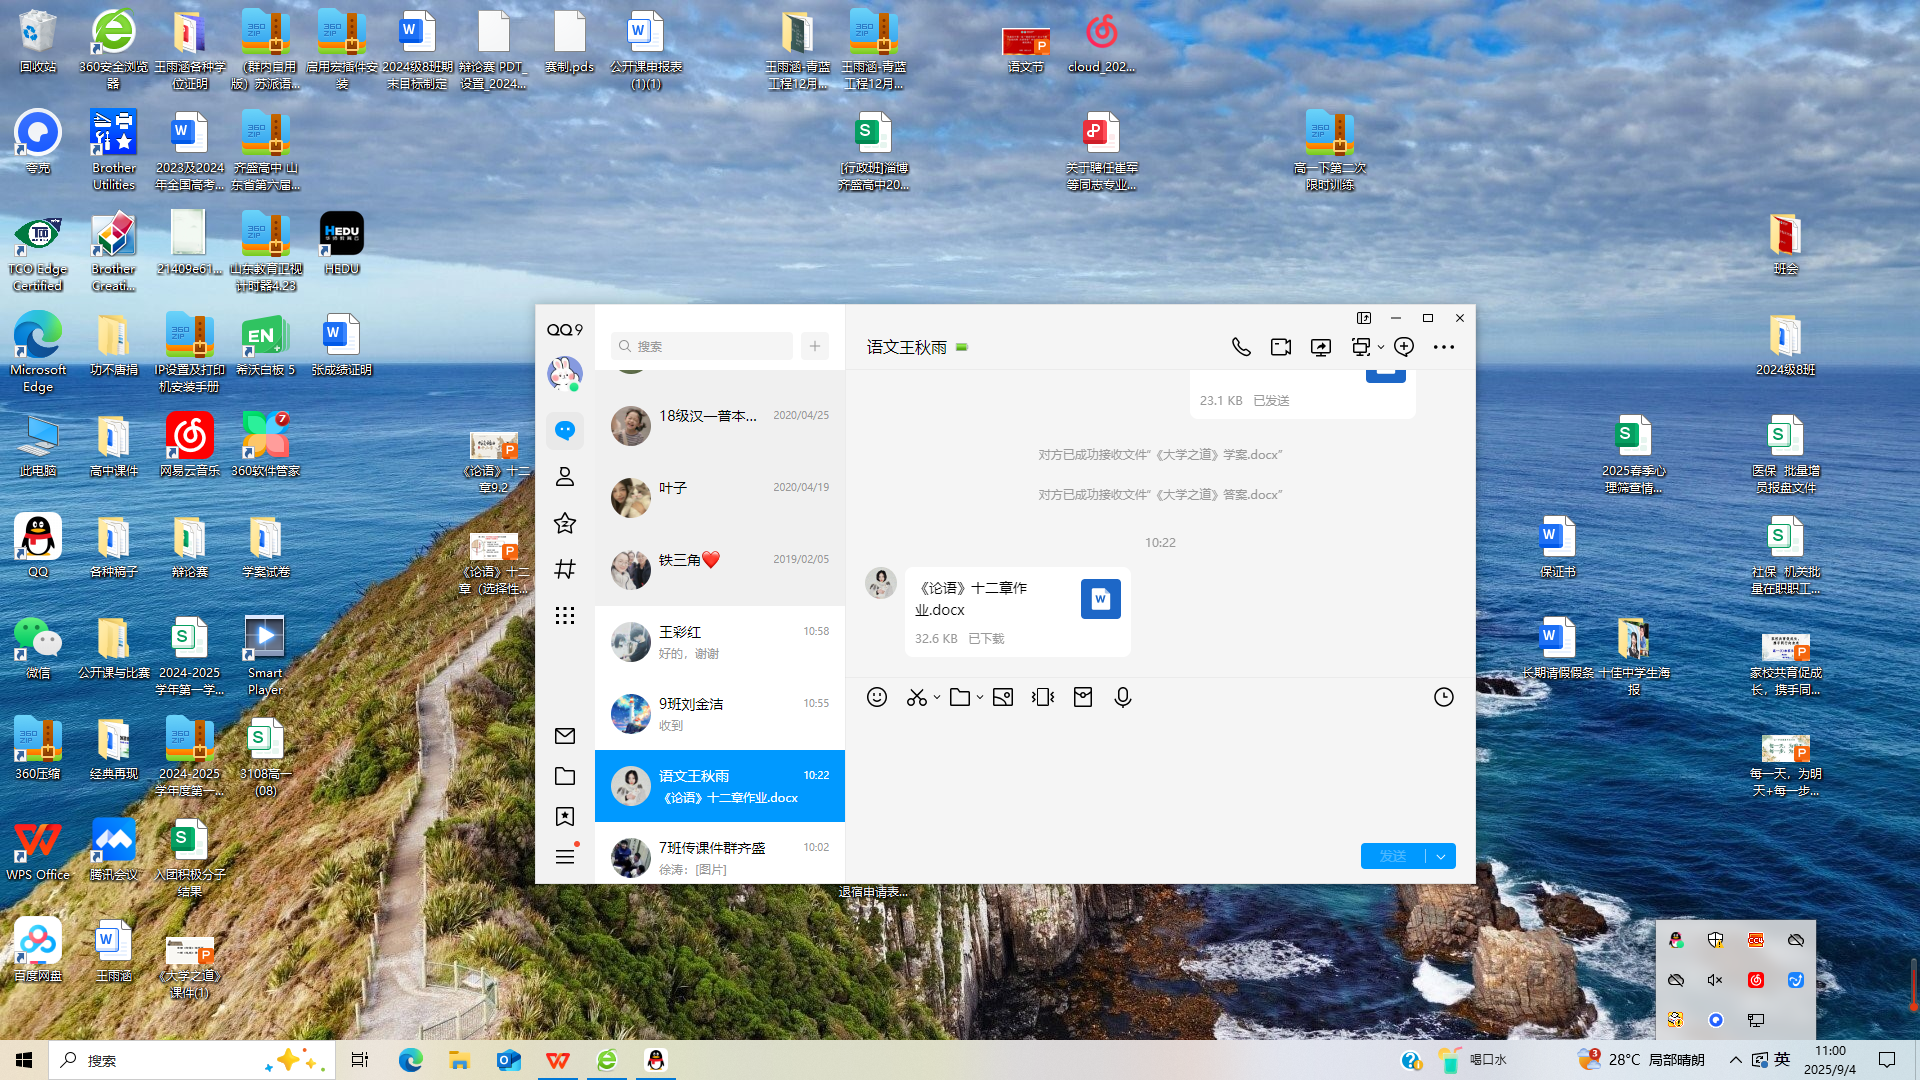 回收站
360安全浏览器
王雨涵各种学位证明
（群内自用版）苏派语...
启用宏插件安装
2024级8班期末目标制定
辩论赛 PDT_设置_2024...
赛制.pds
公开课申报表(1)(1)
王雨涵-青蓝工程12月...
王雨涵-青蓝工程12月...
语文节
cloud_202...
夸克
Brother Utilities
2023及2024年全国高考...
齐盛高中 山东省第六届...
[行政班]淄博齐盛高中20...
关于聘任崔军等同志专业...
高一下第二次限时训练
TCO Edge Certified
Brother Creati...
21409e61...
山东教育卫视计时器4.23
HEDU
班会
Microsoft Edge
功不唐捐
IP设置及打印机安装手册
希沃白板 5
张成绩证明
2024级8班
此电脑
高中课件
网易云音乐
360软件管家
《论语》十二章9.2
2025春季心理筛查情...
医保_批量增员报盘文件
QQ
各种稿子
辩论赛
学案试卷
《论语》十二章（选择性...
保证书
社保_机关批量在职职工...
微信
公开课与比赛
2024-2025学年第一学...
Smart Player
长期请假假条
十佳中学生海报
家校共育促成长，携手同...
360压缩
经典再现
2024-2025学年度第一...
3108高一(08)
每一天，为明天+每一步...
WPS Office
腾讯会议
入团积极分子结果
退宿申请表...
百度网盘
王雨涵
《大学之道》课件(1)
QQ9
搜索
18级汉一普本...
2020/04/25
叶子
2020/04/19
铁三角❤️
2019/02/05
王彩红
10:58
好的，谢谢
9班刘金洁
10:55
收到
语文王秋雨
10:22
《论语》十二章作业.docx
7班传课件群齐盛
10:02
徐涛：[图片]
语文王秋雨
23.1 KB 已发送
对方已成功接收文件“《大学之道》学案.docx”
对方已成功接收文件“《大学之道》答案.docx”
10:22
《论语》十二章作
业.docx
32.6 KB 已下载
发送
搜索
喝口水
28°C 局部晴朗
英
11:00
2025/9/4